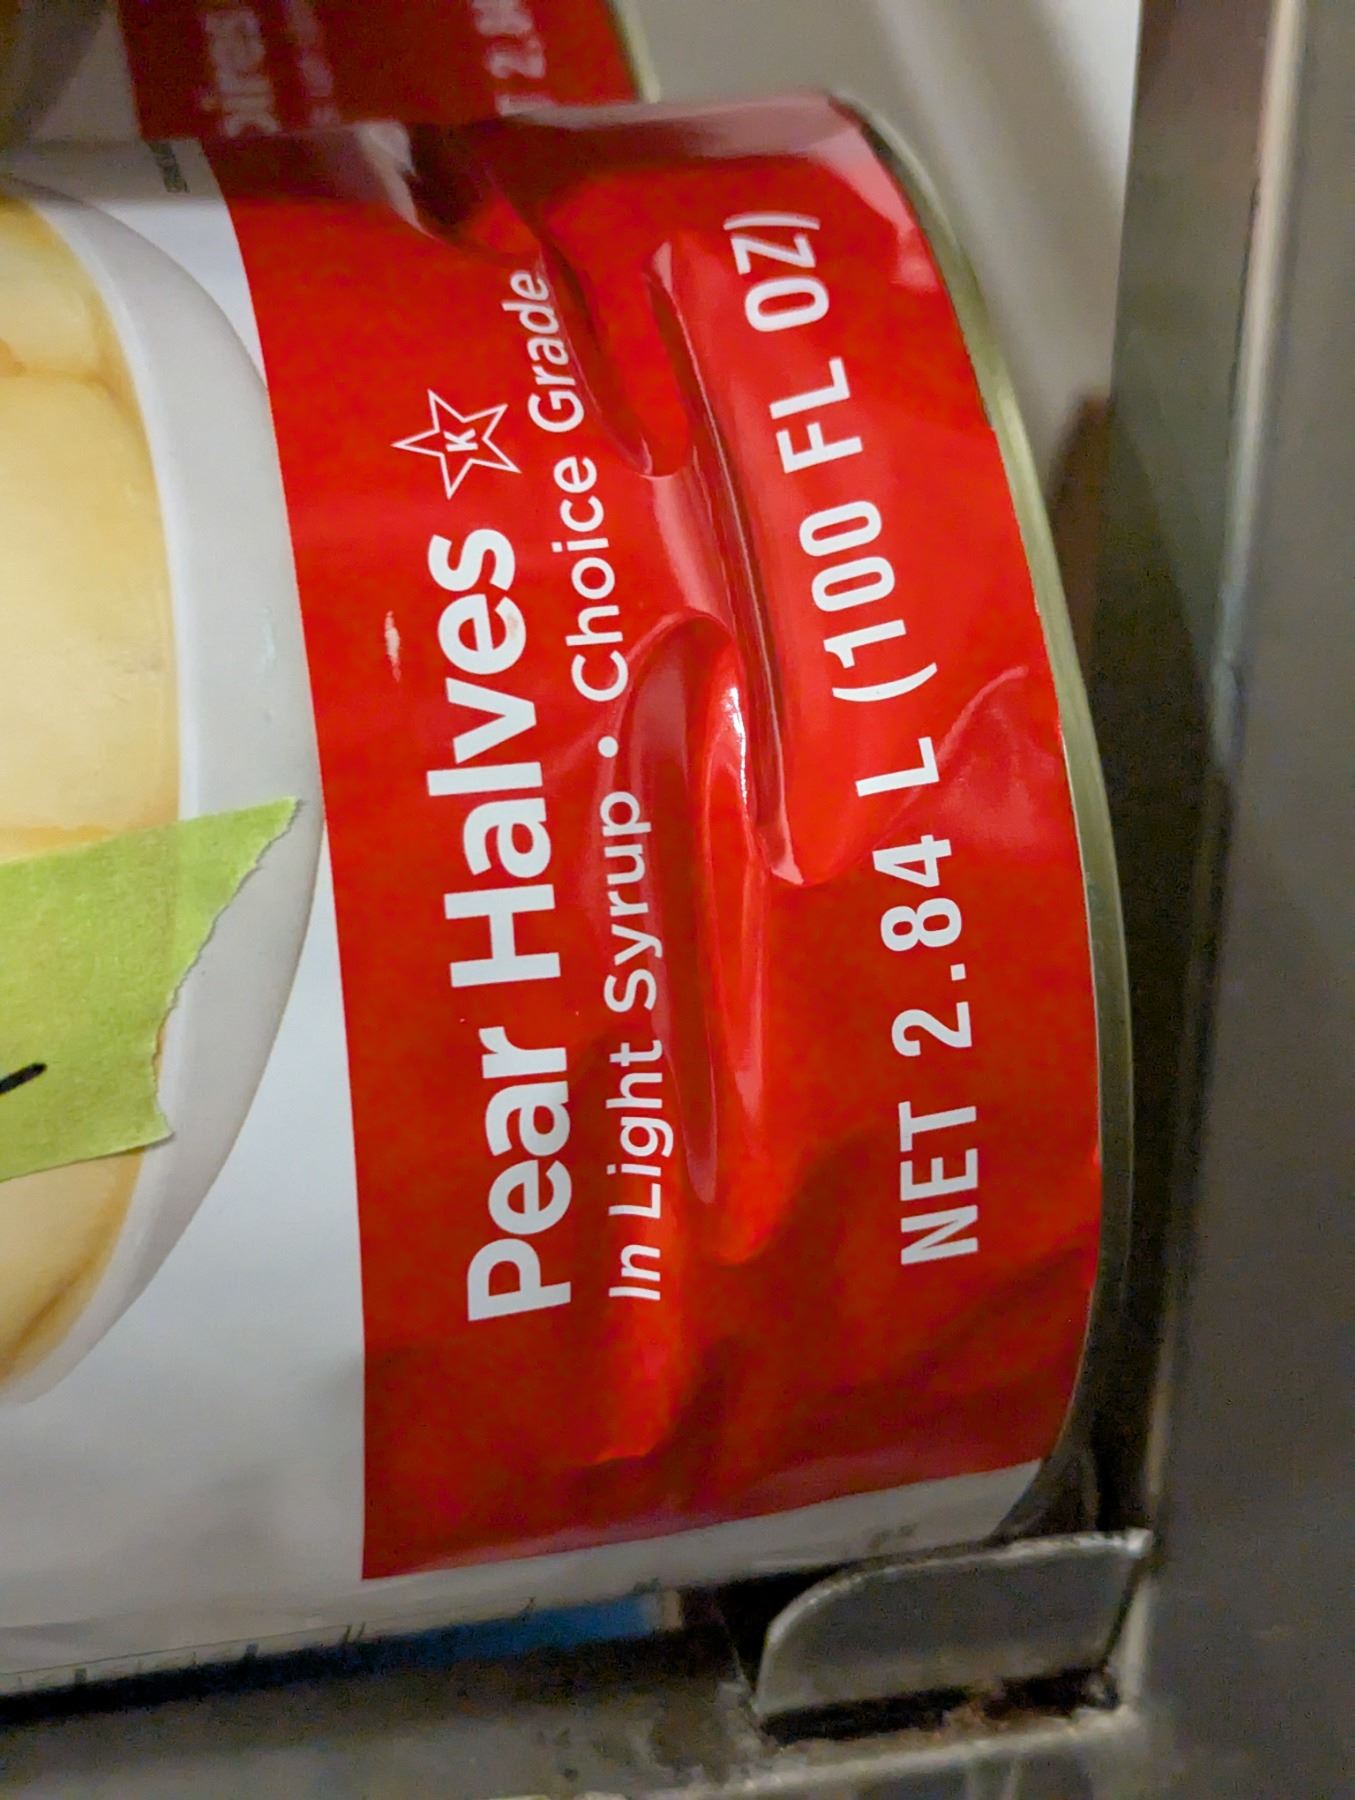 Pear Halves K
In Light Syrup • Choice Grade
NET 2.84 L (100 FL OZ)